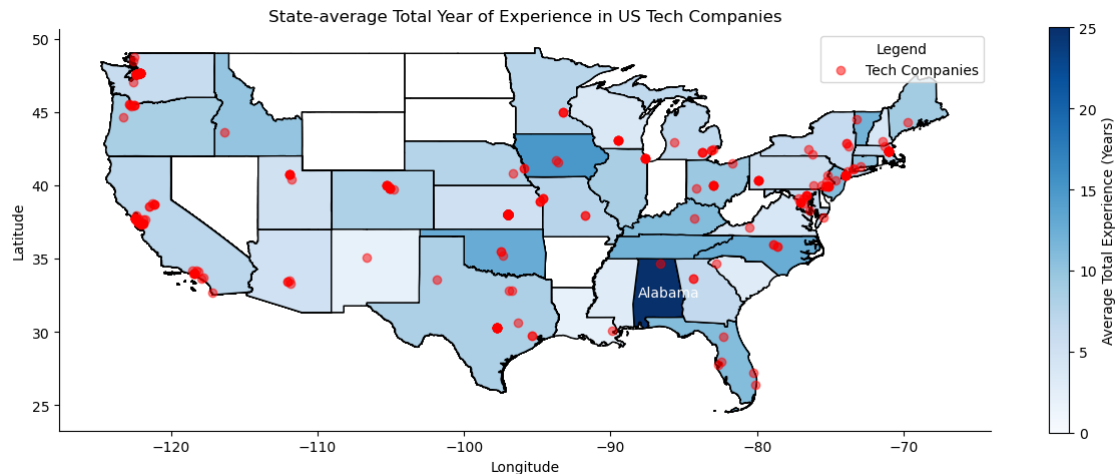 State-average Total Year of Experience in US Tech Companies
Legend
Tech Companies
50
45
40
35
30
25
Latitude
Alabama
−120
−110
−100
−90
−80
−70
Longitude
25
20
15
10
5
0
Average Total Experience (Years)